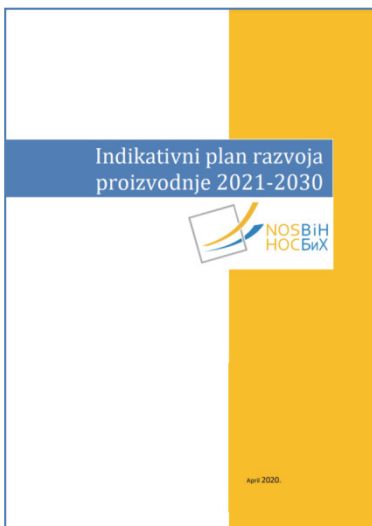 Indikativni plan razvoja
proizvodnje 2021-2030
NOSBiH
НОСБиХ
April 2020.